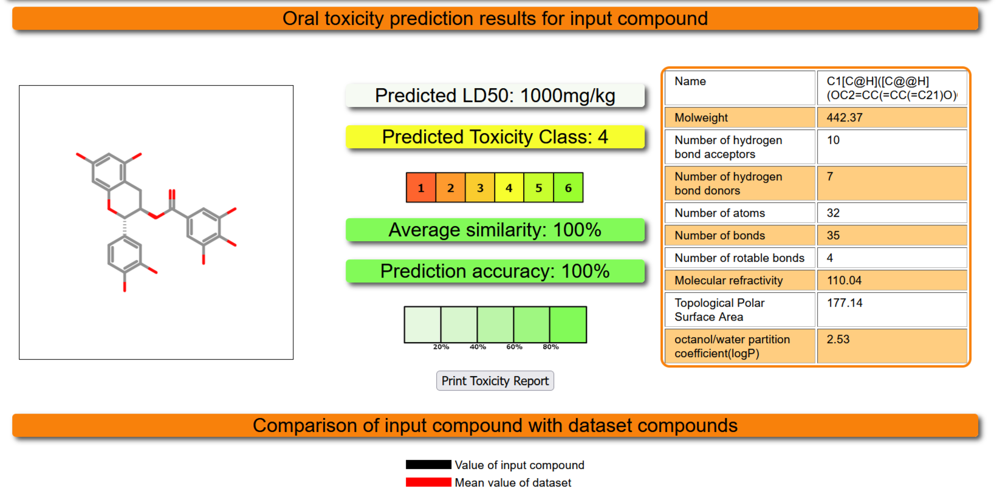 Oral toxicity prediction results for input compound
Predicted LD50: 1000mg/kg
Predicted Toxicity Class: 4
1 2 3 4 5 6
Average similarity: 100%
Prediction accuracy: 100%
20% 40% 60% 80%
Print Toxicity Report
Name C1[C@H]([C@@H]
(OC2=CC(=CC(=C21)O)
Molweight 442.37
Number of hydrogen 10
bond acceptors
Number of hydrogen 7
bond donors
Number of atoms 32
Number of bonds 35
Number of rotable bonds 4
Molecular refractivity 110.04
Topological Polar 177.14
Surface Area
octanol/water partition 2.53
coefficient(logP)
Comparison of input compound with dataset compounds
Value of input compound
Mean value of dataset